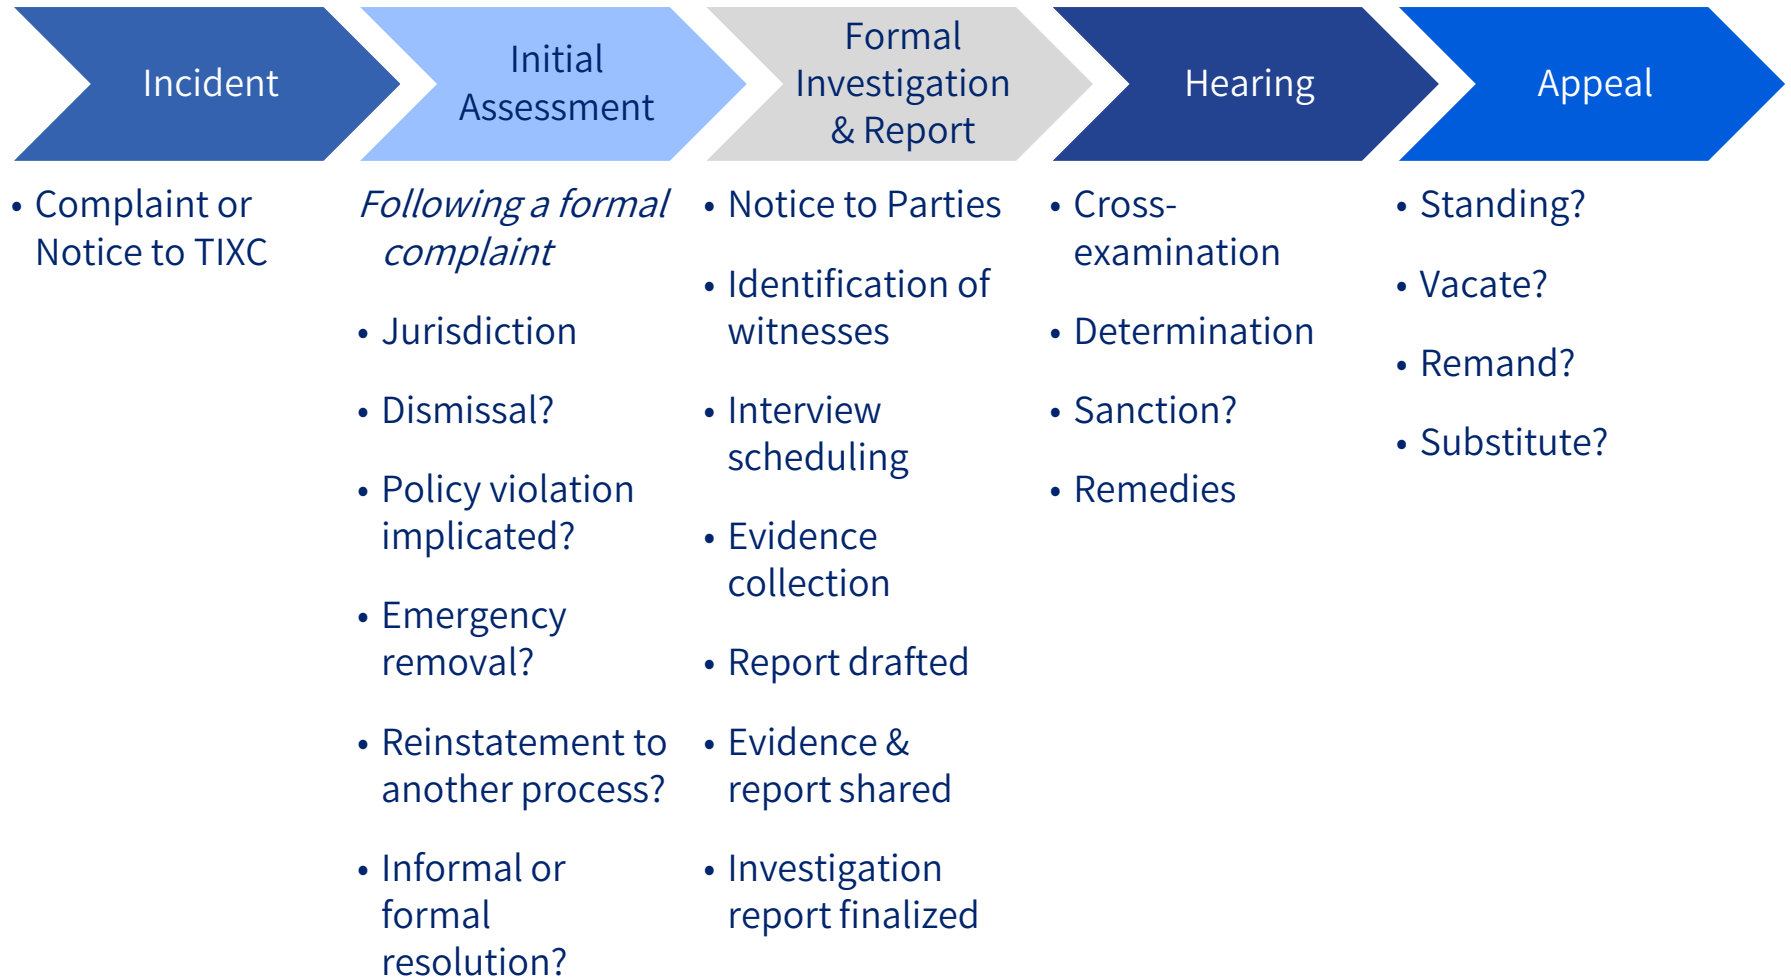 Incident
Initial
Assessment
Formal
Investigation
& Report
Hearing
Appeal
• Complaint or
Notice to TIXC
Following a formal
complaint
• Jurisdiction
• Dismissal?
• Policy violation
implicated?
• Emergency
removal?
• Reinstatement to
another process?
• Informal or
formal
resolution?
• Notice to Parties
• Identification of
witnesses
• Interview
scheduling
• Evidence
collection
• Report drafted
• Evidence &
report shared
• Investigation
report finalized
• Cross-
examination
• Determination
• Sanction?
• Remedies
• Standing?
• Vacate?
• Remand?
• Substitute?